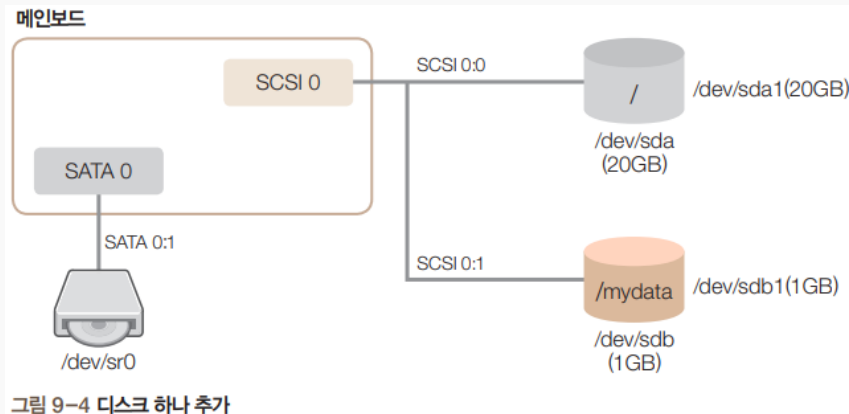 메인보드
SCSI 0
SCSI 0:0
/
/dev/sda1(20GB)
/dev/sda
(20GB)
SATA 0
SATA 0:1
/dev/sr0
SCSI 0:1
/mydata
/dev/sdb1(1GB)
/dev/sdb
(1GB)
그림 9-4 디스크 하나 추가